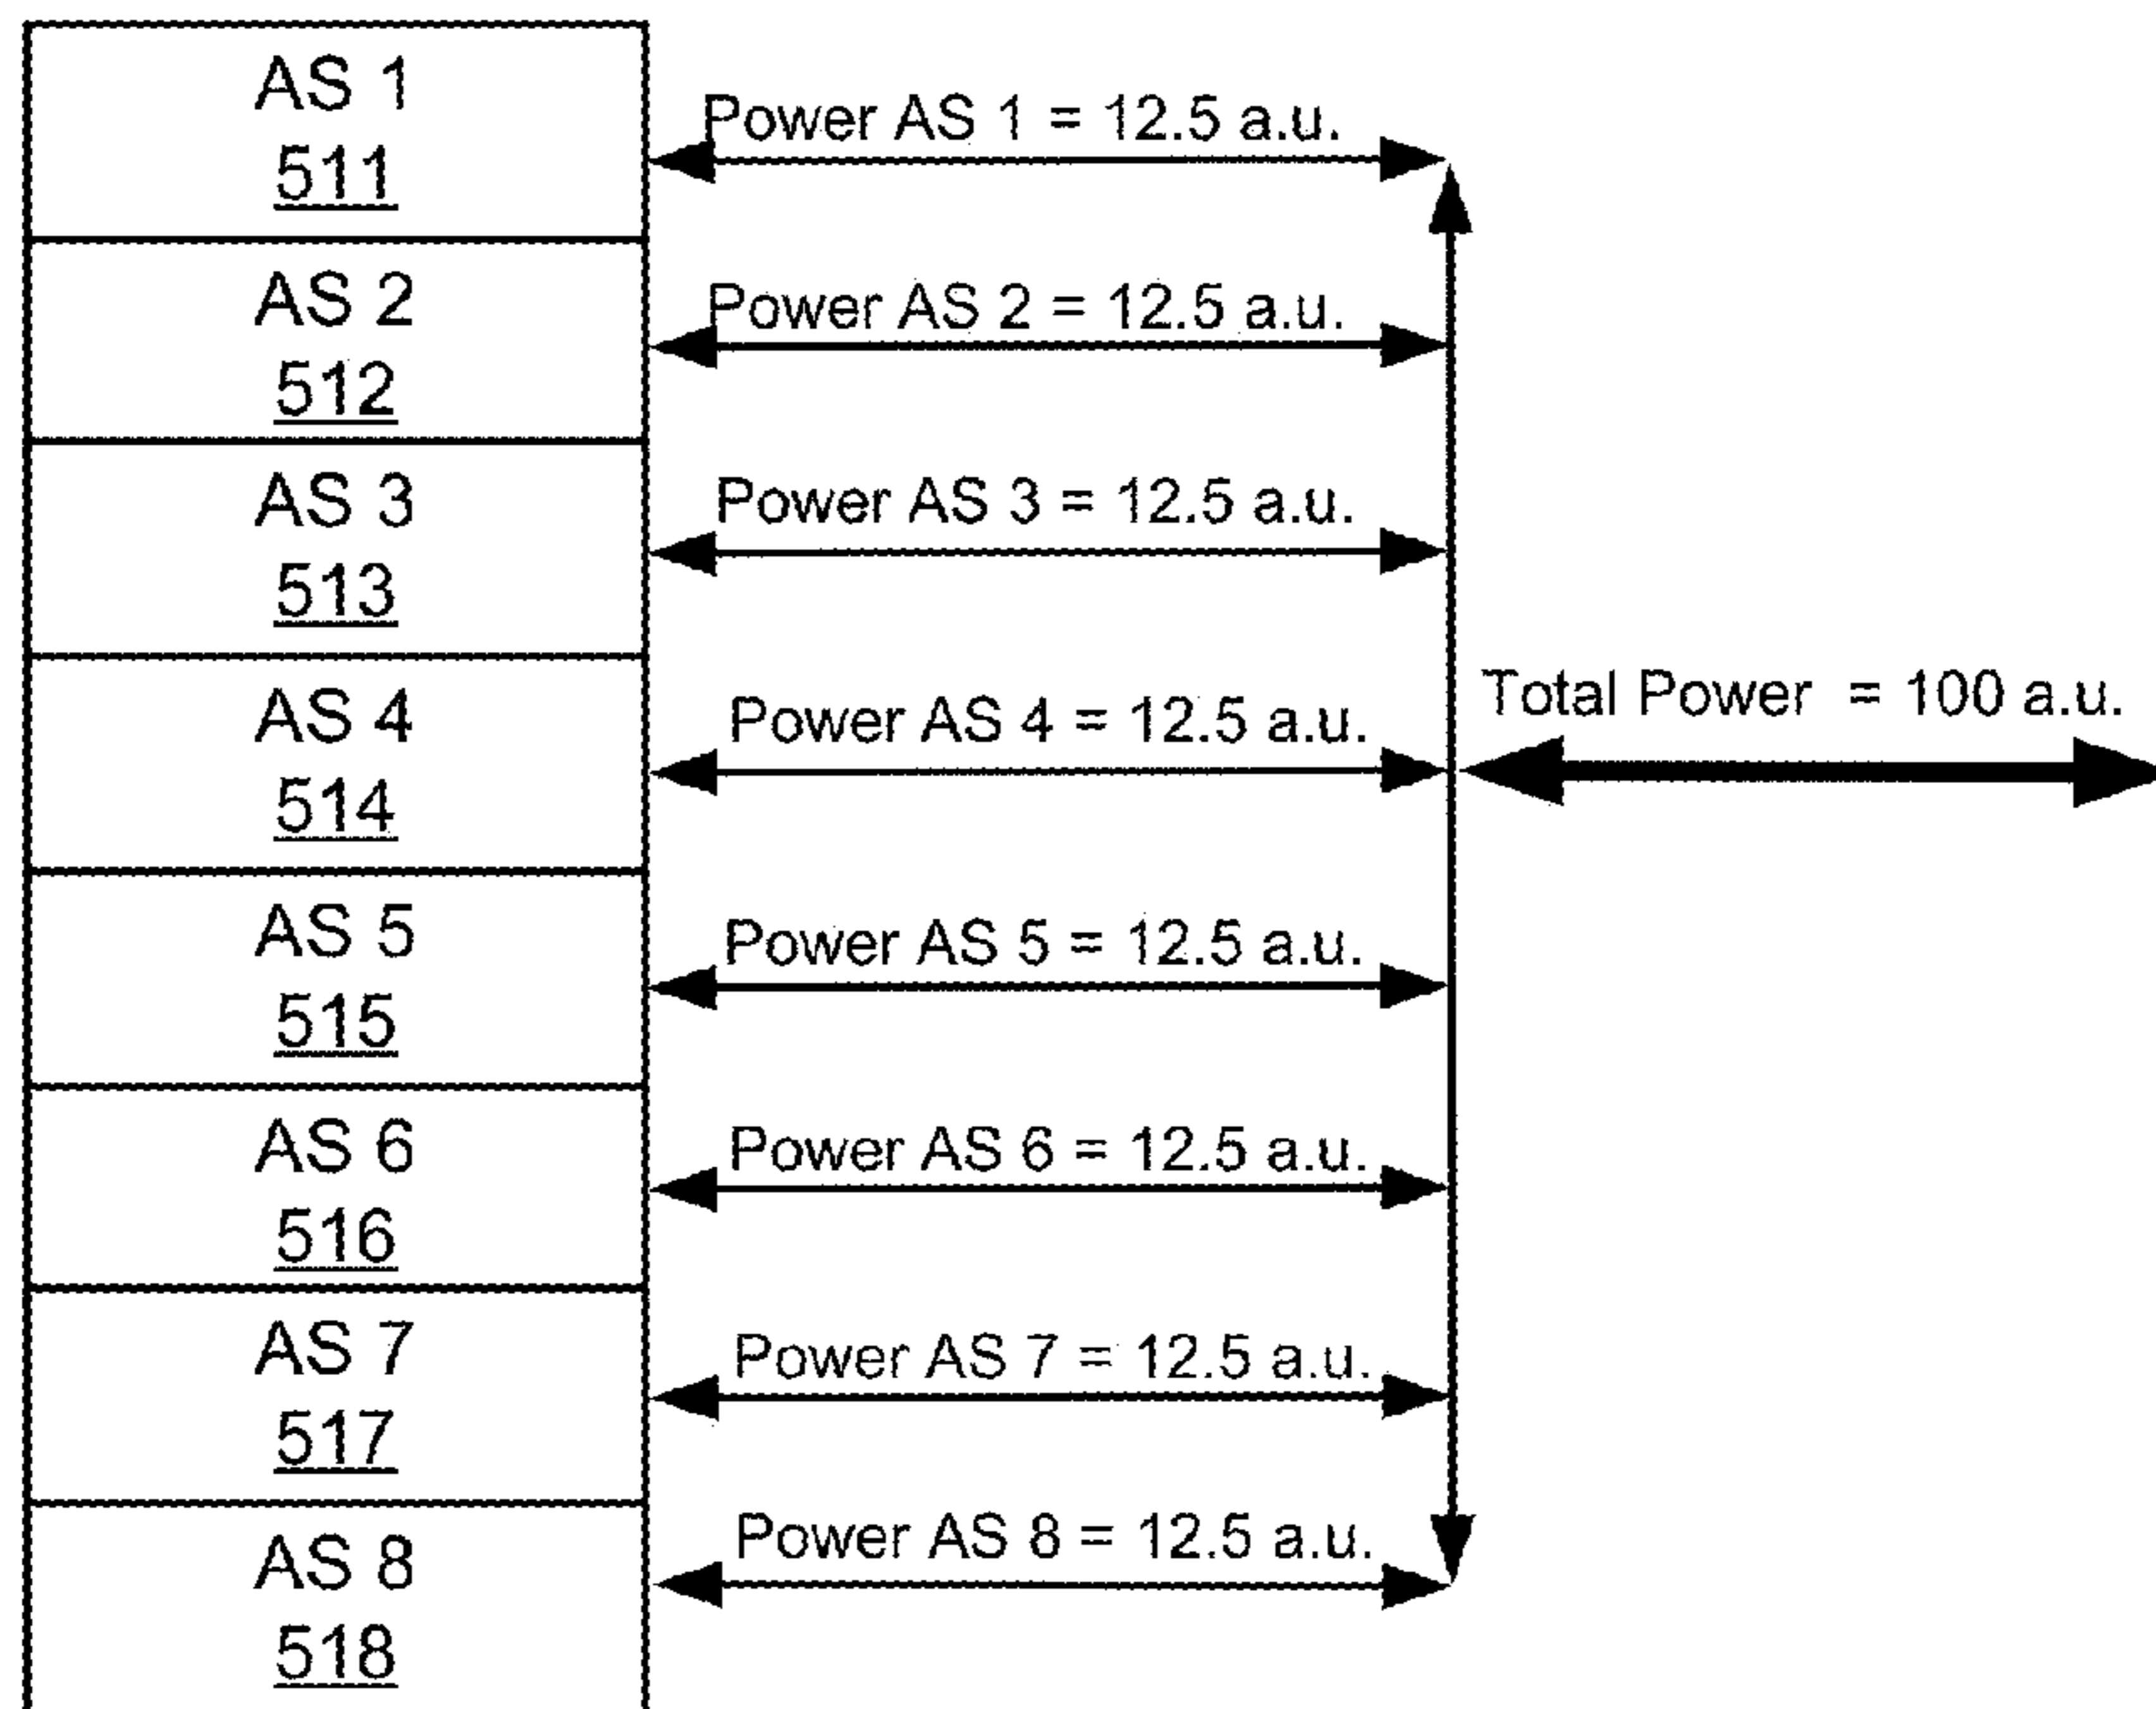 AS 1
511
Power AS 1 = 12.5 a.u.
AS 2
512
Power AS 2 = 12.5 a.u.
AS 3
513
Power AS 3 = 12.5 a.u.
AS 4
514
Power AS 4 = 12.5 a.u.
Total Power = 100 a.u.
AS 5
515
Power AS 5 = 12.5 a.u.
AS 6
516
Power AS 6 = 12.5 a.u.
AS 7
517
Power AS 7 = 12.5 a.u.
AS 8
518
Power AS 8 = 12.5 a.u.